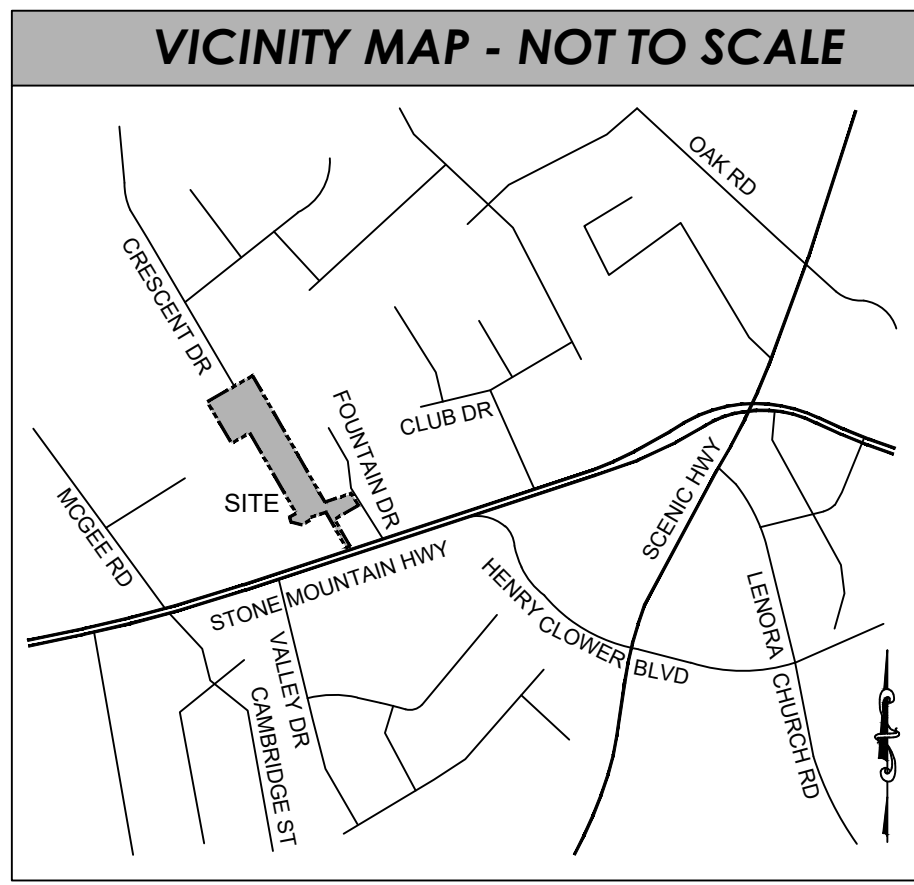 VICINITY MAP - NOT TO SCALE
OAK RD
CRESCENT DR
FOUNTAIN DR
CLUB DR
SITE
SCENIC HWY
MCGEE RD
STONE MOUNTAIN HWY
HENRY CLOWER BLVD
LENORA CHURCH RD
VALLEY DR
CAMBRIDGE ST